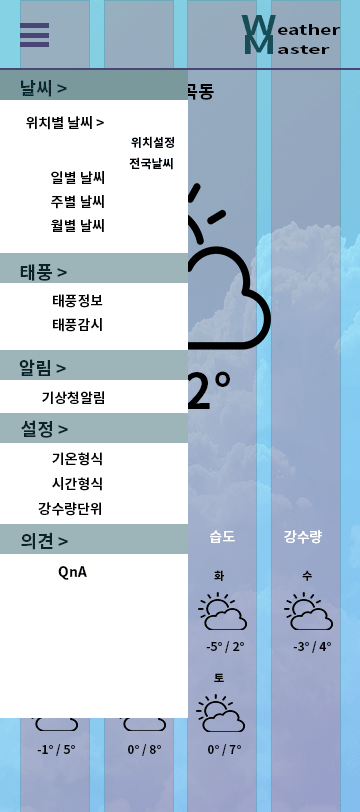 Weather
Master
날씨 >
곡동
위치별 날씨 >
위치설정
전국날씨
일별 날씨
주별 날씨
월별 날씨
태풍 >
태풍정보
태풍감시
알림 >
2°
기상청알림
설정 >
기온형식
시간형식
강수량단위
의견 >
습도 강수량
QnA
화 수
-5° / 2° -3° / 4°
토
-1° / 5° 0° / 8° 0° / 7°